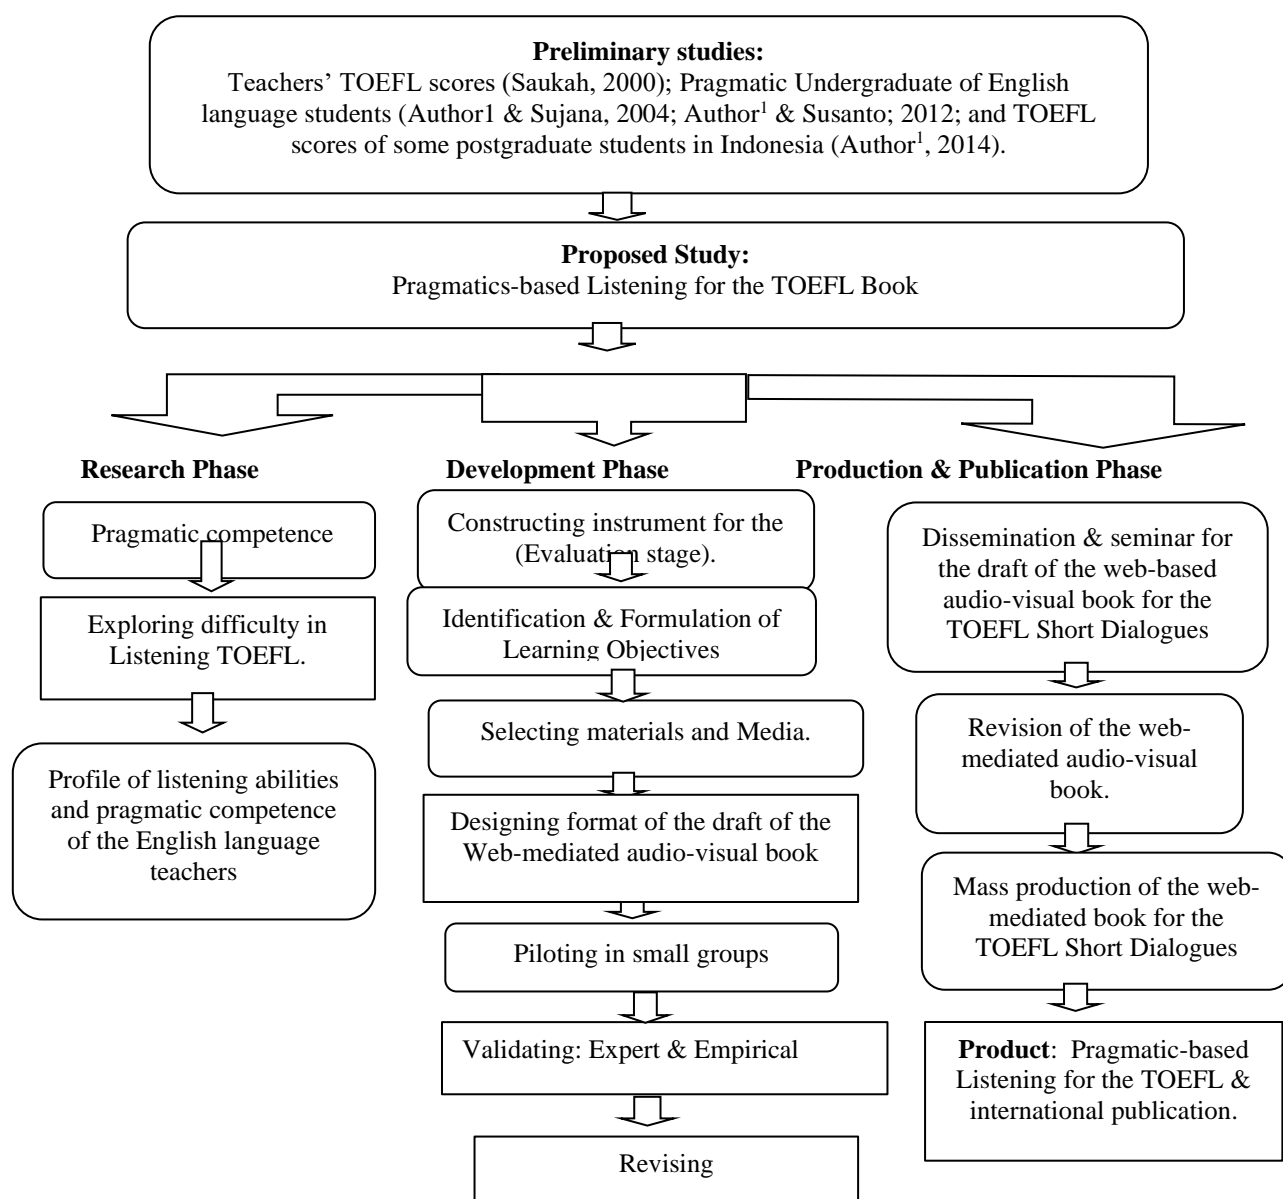 Preliminary studies:
Teachers’ TOEFL scores (Saukah, 2000); Pragmatic Undergraduate of English
language students (Author1 & Sujana, 2004; Author¹ & Susanto; 2012; and TOEFL
scores of some postgraduate students in Indonesia (Author¹, 2014).
Proposed Study:
Pragmatics-based Listening for the TOEFL Book
Research Phase
Pragmatic competence
Exploring difficulty in
Listening TOEFL.
Profile of listening abilities
and pragmatic competence
of the English language
teachers
Development Phase
Constructing instrument for the
(Evaluation stage).
Identification & Formulation of
Learning Objectives
Selecting materials and Media.
Designing format of the draft of the
Web-mediated audio-visual book
Piloting in small groups
Validating: Expert & Empirical
Revising
Production & Publication Phase
Dissemination & seminar for
the draft of the web-based
audio-visual book for the
TOEFL Short Dialogues
Revision of the web-
mediated audio-visual
book.
Mass production of the web-
mediated book for the
TOEFL Short Dialogues
Product:  Pragmatic-based
Listening for the TOEFL &
international publication.